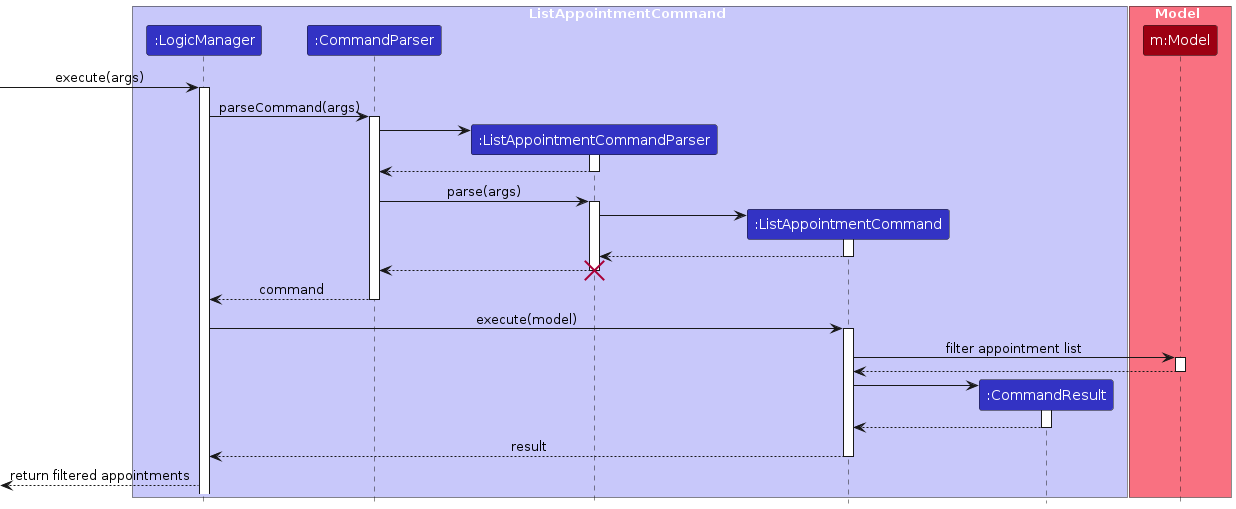 ListAppointmentCommand
Model
:LogicManager
:CommandParser
m:Model
execute(args)
parseCommand(args)
:ListAppointmentCommandParser
parse(args)
:ListAppointmentCommand
command
execute(model)
filter appointment list
:CommandResult
result
return filtered appointments